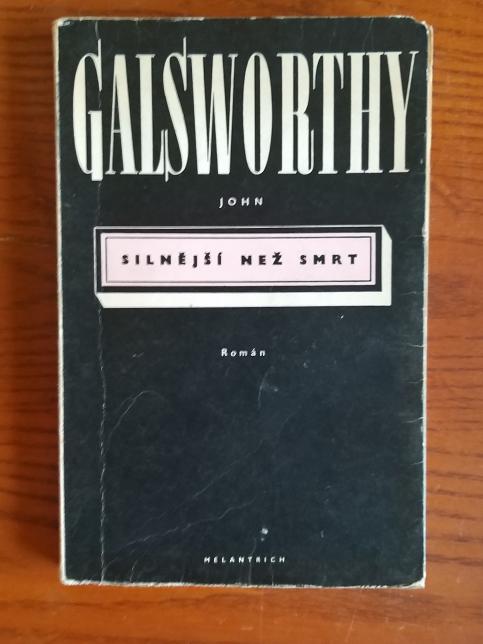 GALSWORTHY
JOHN
SILNĚJŠÍ NEŽ SMRT
Román
MELANTRICH